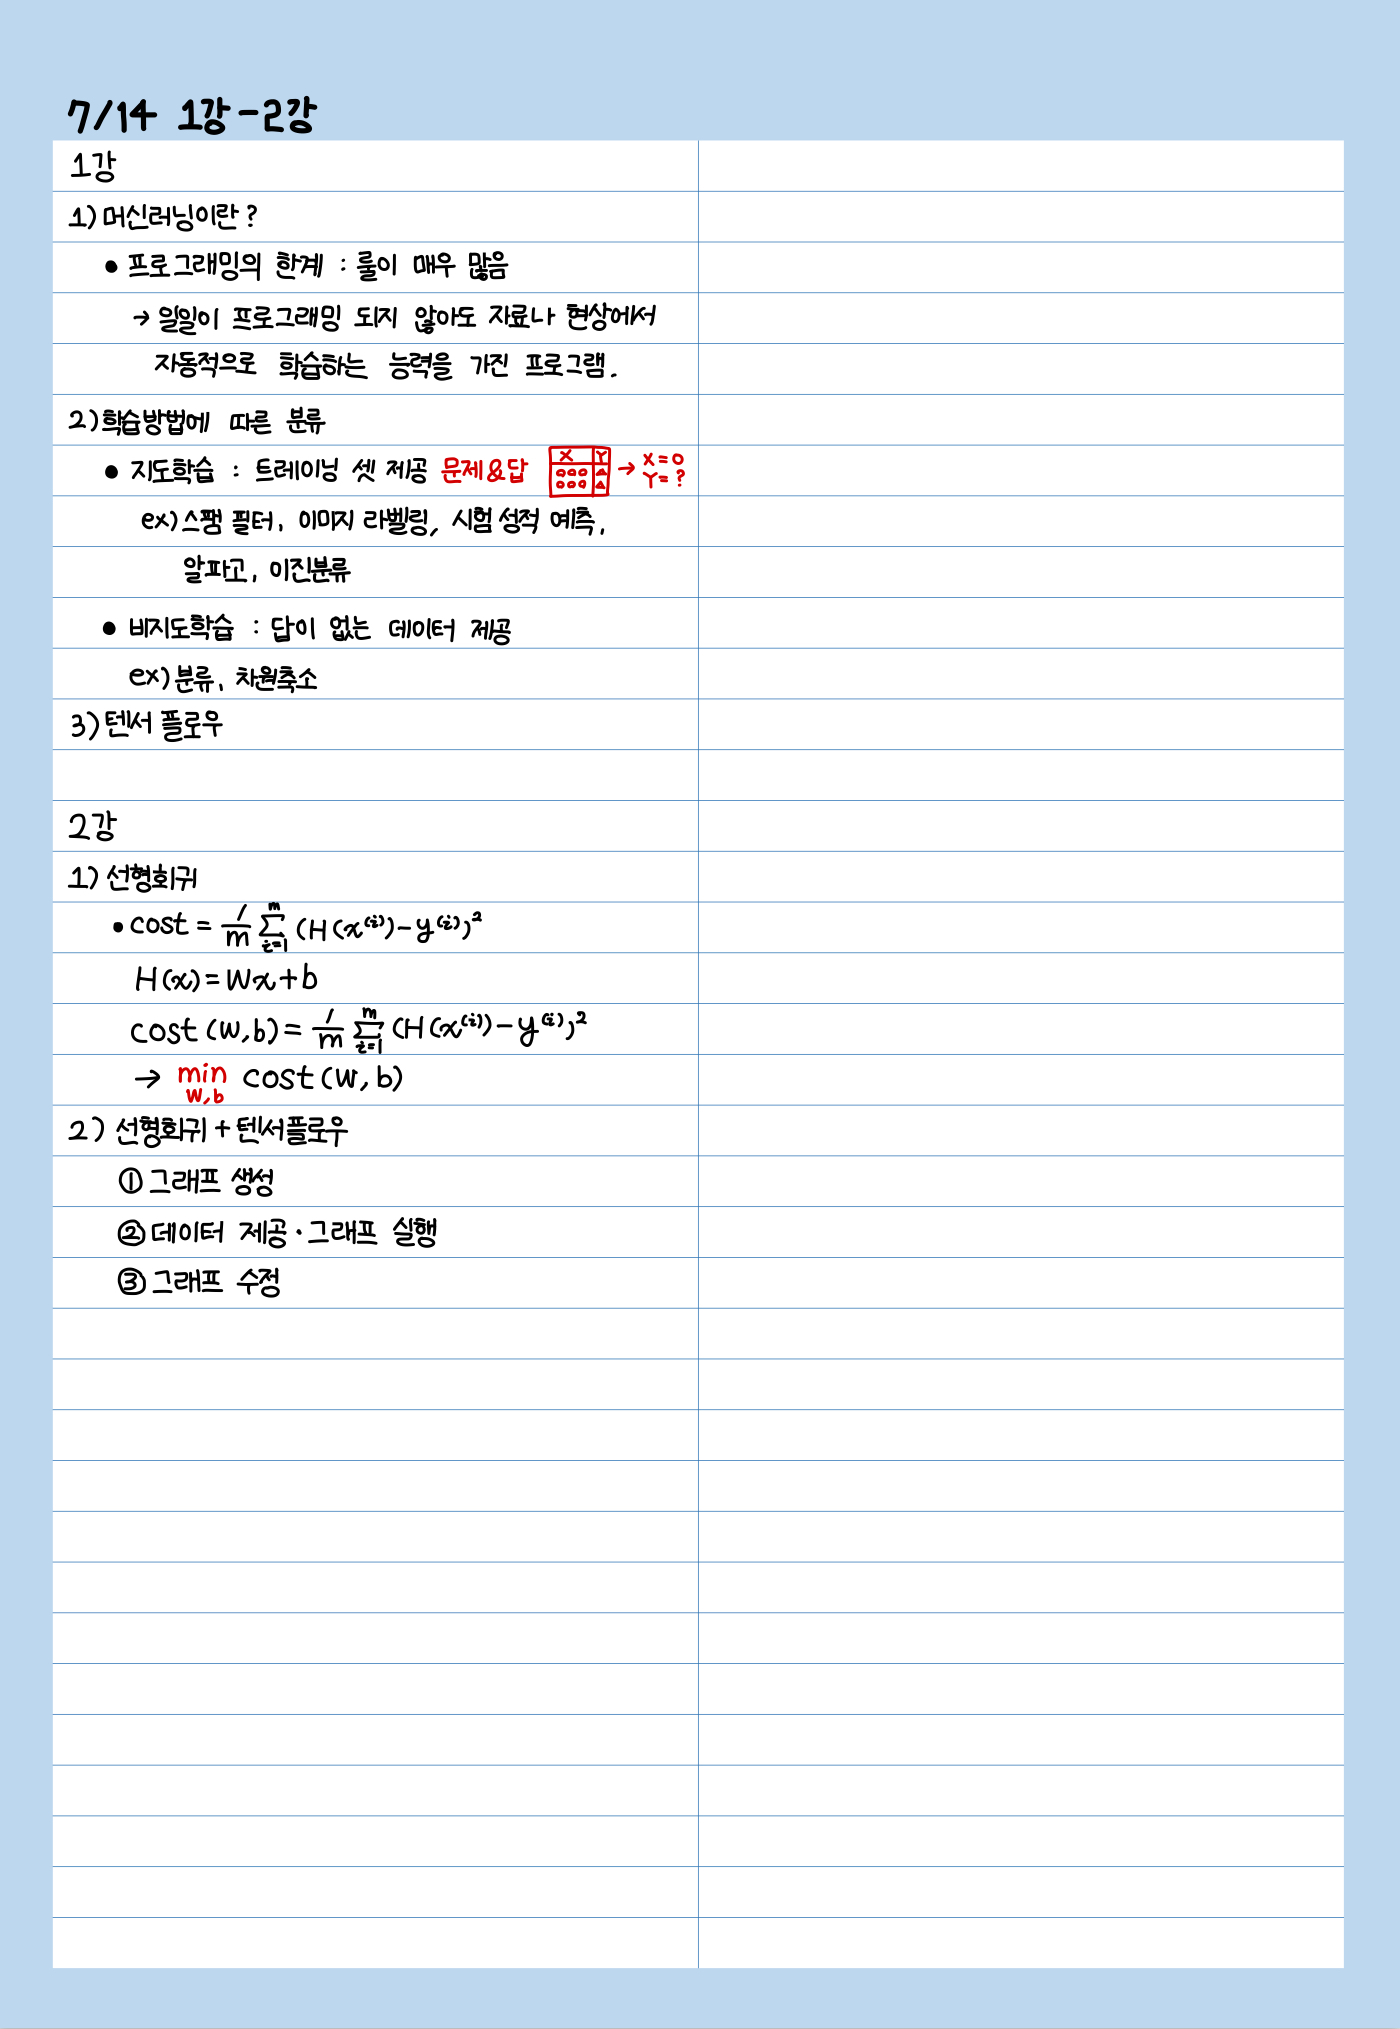 7/14 1강-2강
1강
1) 머신러닝이란?
● 프로그래밍의 한계 : 룰이 매우 많음
→ 일일이 프로그래밍 되지 않아도 자료나 현상에서
자동적으로 학습하는 능력을 가진 프로그램.
2) 학습방법에 따른 분류
● 지도학습 : 트레이닝 셋 제공 문제&답 X Y → X=0 Y=?
ex) 스팸 필터, 이미지 라벨링, 시험 성적 예측,
알파고, 이진분류
● 비지도학습 : 답이 없는 데이터 제공
ex) 분류, 차원축소
3) 텐서 플로우
2강
1) 선형회귀
• cost = 1/m ∑_{i=1}^{m} (H(x⁽ⁱ⁾)-y⁽ⁱ⁾)²
H(x)=Wx+b
cost(W,b)= 1/m ∑_{i=1}^{m} (H(x⁽ⁱ⁾)-y⁽ⁱ⁾)²
→ min W,b cost(W,b)
2) 선형회귀+텐서플로우
① 그래프 생성
② 데이터 제공·그래프 실행
③ 그래프 수정